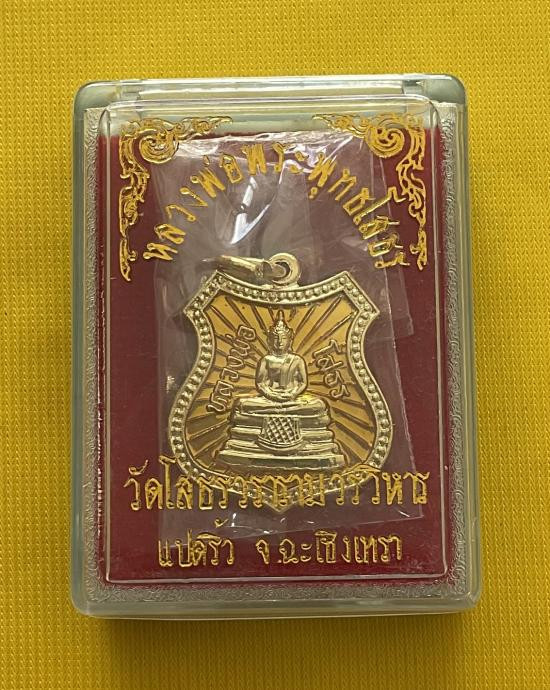 หลวงพ่อพระพุทธโสธร
หลวงพ่อ
โสธร
วัดโสธรวรารามวรวิหาร
แปดริ้ว จ.ฉะเชิงเทรา